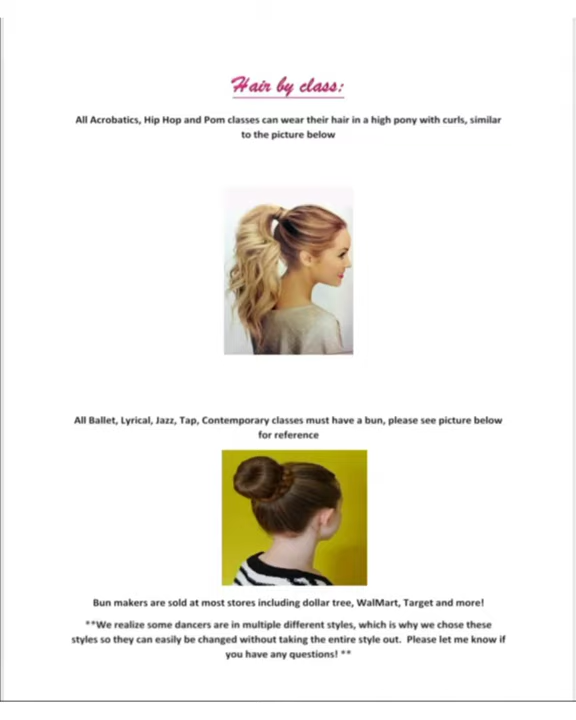 Hair by class:
All Acrobatics, Hip Hop and Pom classes can wear their hair in a high pony with curls, similar
to the picture below
All Ballet, Lyrical, Jazz, Tap, Contemporary classes must have a bun, please see picture below
for reference
Bun makers are sold at most stores including dollar tree, WalMart, Target and more!
**We realize some dancers are in multiple different styles, which is why we chose these
styles so they can easily be changed without taking the entire style out.  Please let me know if
you have any questions! **